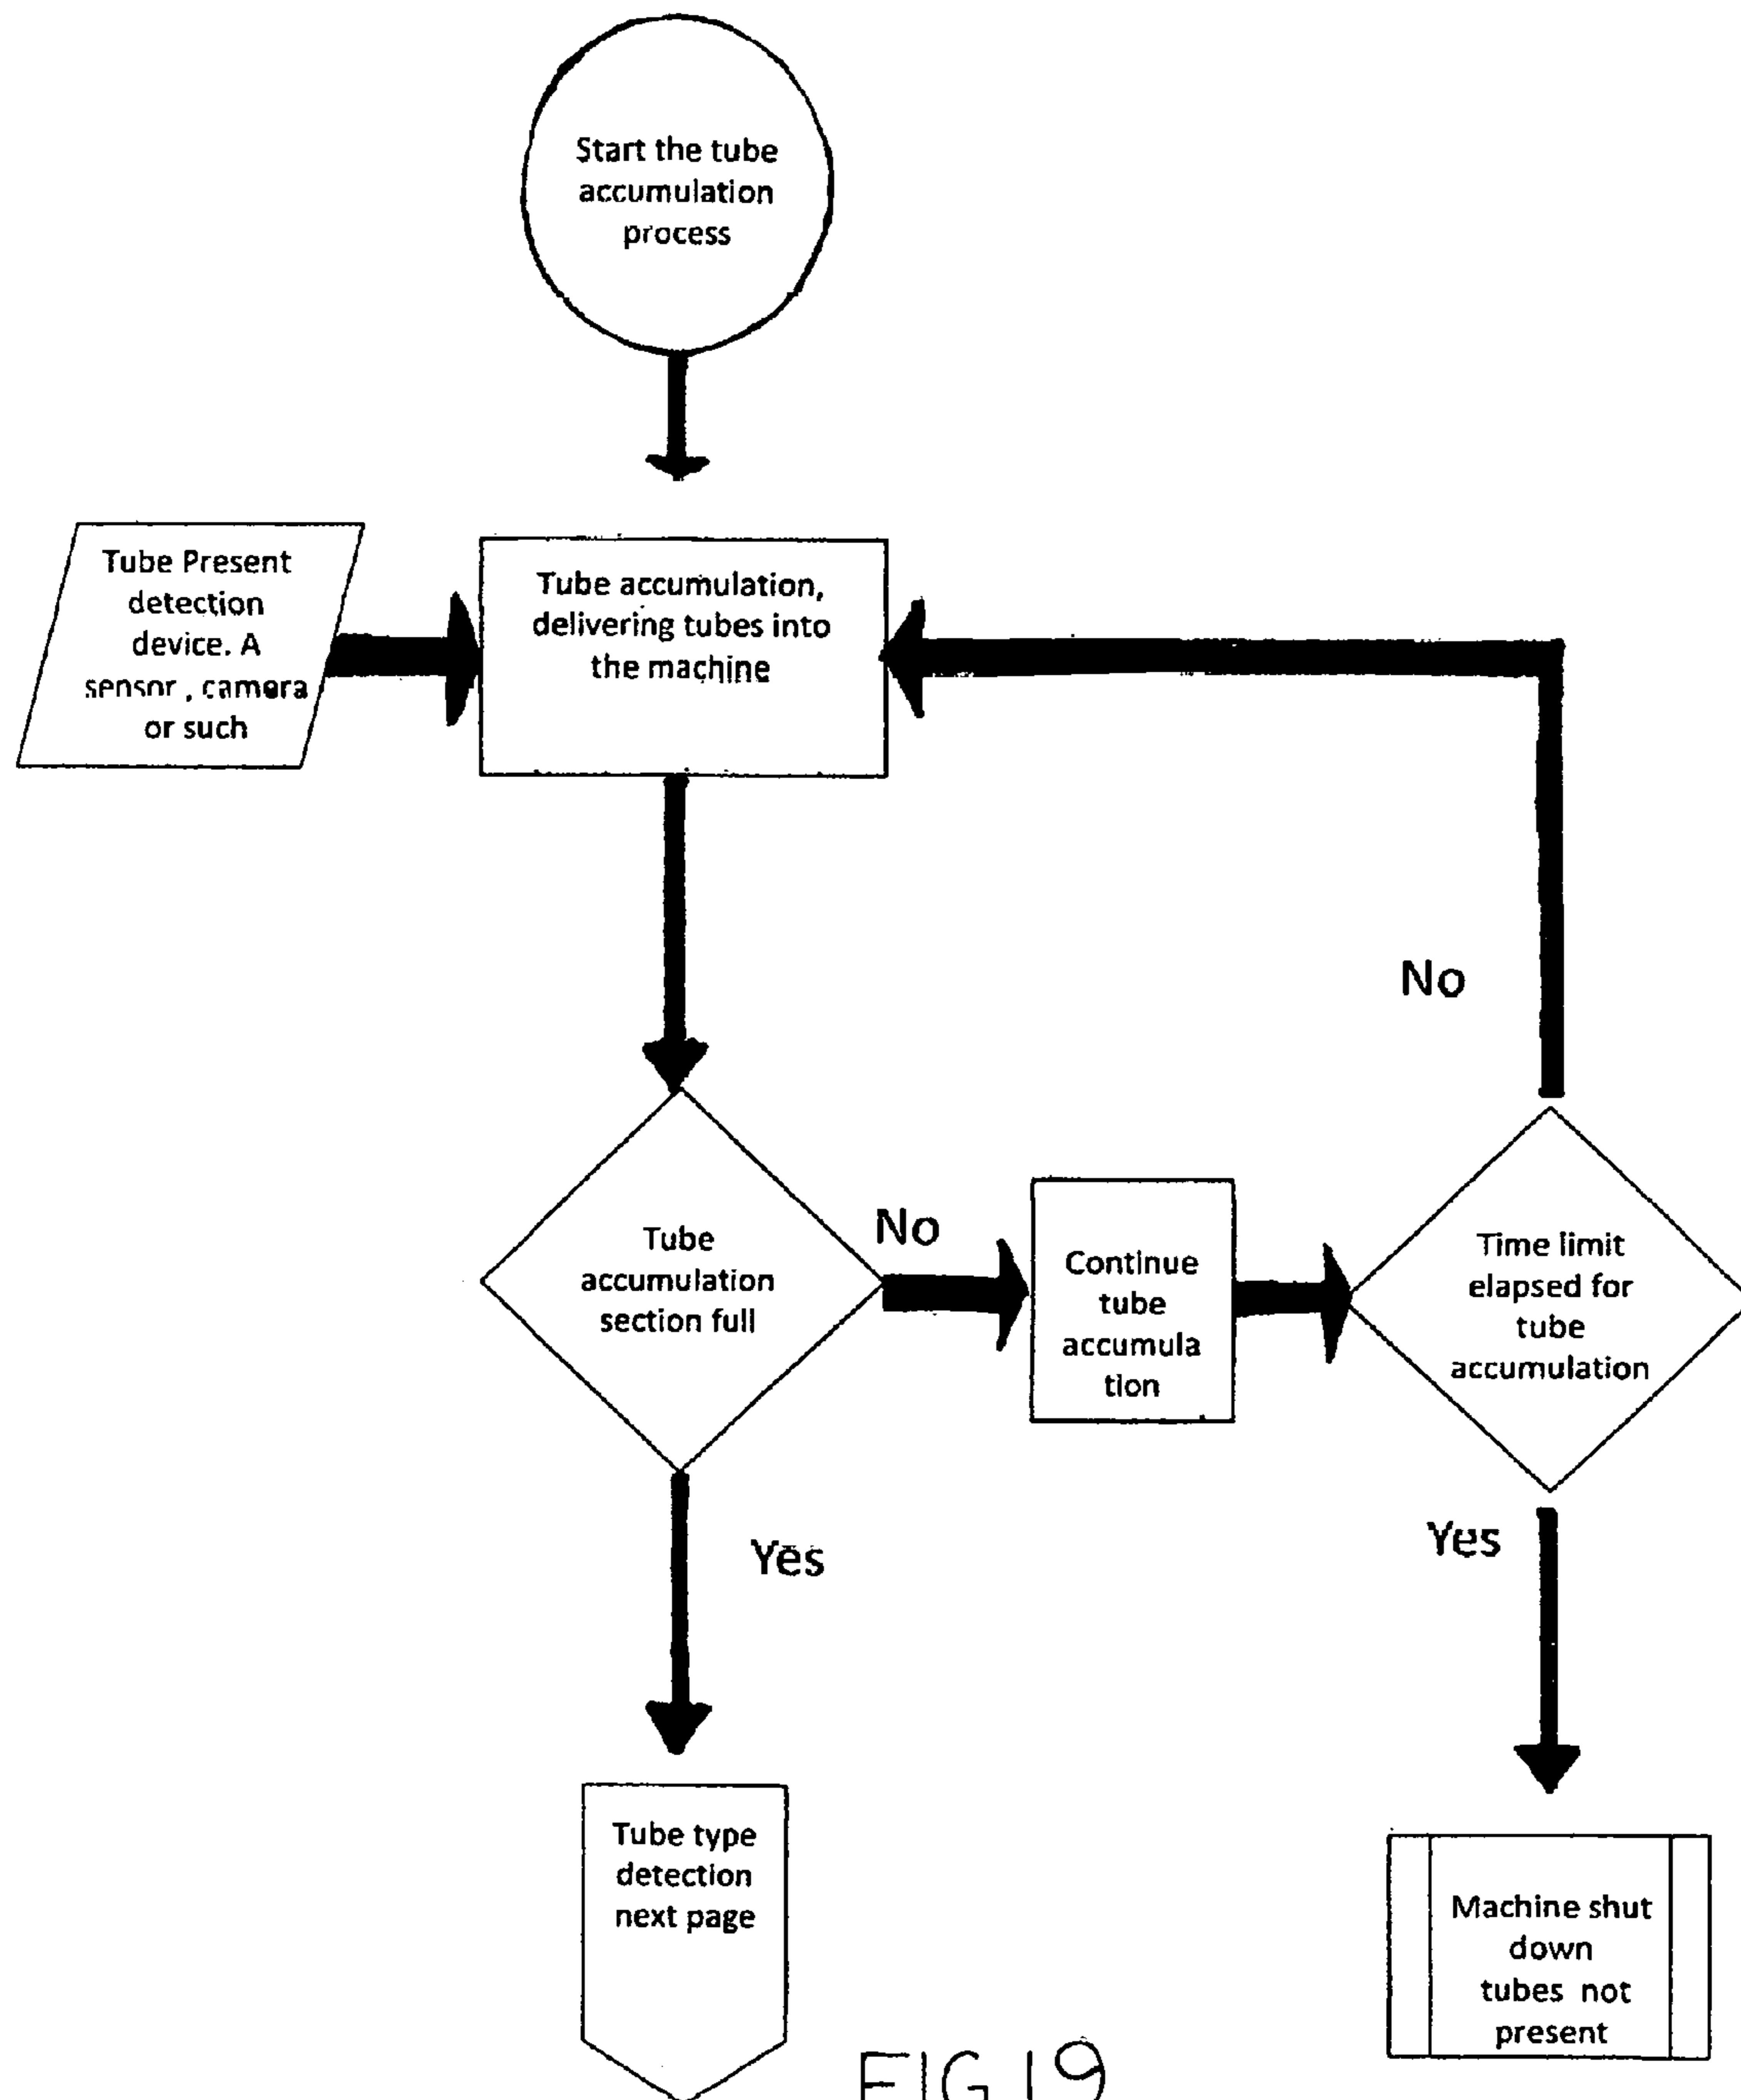 Start the tube
accumulation
process
Tube Present
detection
device. A
sensor , camera
or such
Tube accumulation,
delivering tubes into
the machine
No
Tube
accumulation
section full
No
Continue
tube
accumula
tion
Time limit
elapsed for
tube
accumulation
Yes
Yes
Tube type
detection
next page
Machine shut
down
tubes not
present
FIG 19